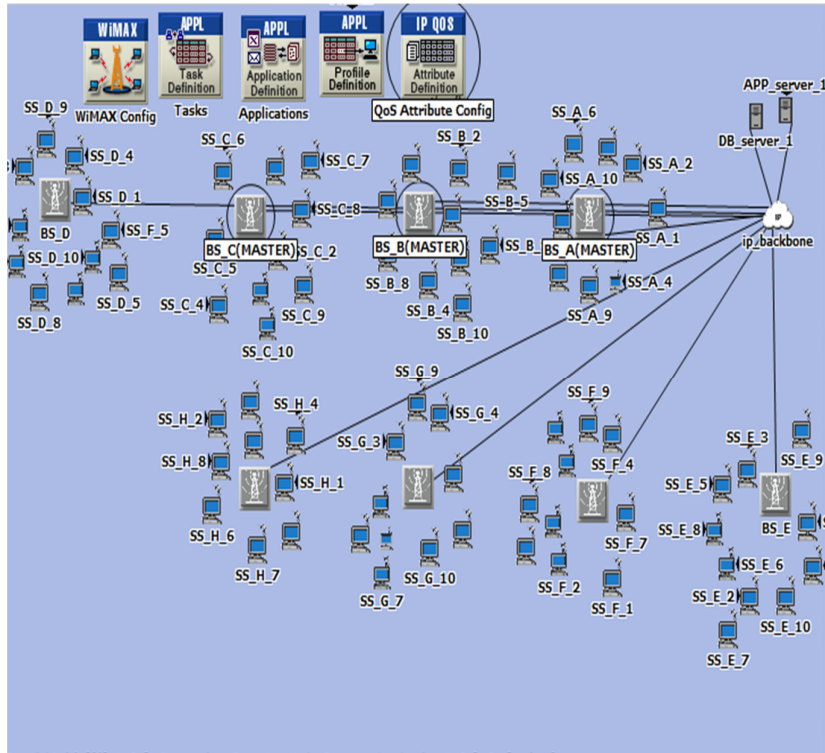 WiMAX
APPL
APPL
APPL
IP QOS
Task
Definition
Application
Definition
Profile
Definition
Attribute
Definition
WiMAX Config
Tasks
Applications
QoS Attribute Config
APP_server_1
DB_server_1
SS_D_9
SS_D_4
SS_D_1
BS_D
SS_F_5
SS_D_10
SS_D_5
SS_D_8
SS_C_6
SS_C_7
SS_C_8
BS_C(MASTER)
SS_C_2
SS_C_5
SS_C_4
SS_C_9
SS_C_10
SS_B_2
SS_B_5
BS_B(MASTER)
SS_B_
SS_B_8
SS_B_4
SS_B_10
SS_A_6
SS_A_2
SS_A_10
SS_A_1
BS_A(MASTER)
SS_A_4
SS_A_9
IP
ip_backbone
SS_H_4
SS_H_2
SS_H_8
SS_H_1
SS_H_6
SS_H_7
SS_G_9
SS_G_4
SS_G_3
SS_G_10
SS_G_7
SS_F_9
SS_F_4
SS_F_8
SS_F_7
SS_F_2
SS_F_1
SS_E_3
SS_E_9
SS_E_5
BS_E
SS_E_8
SS_E_6
SS_E_2
SS_E_10
SS_E_7